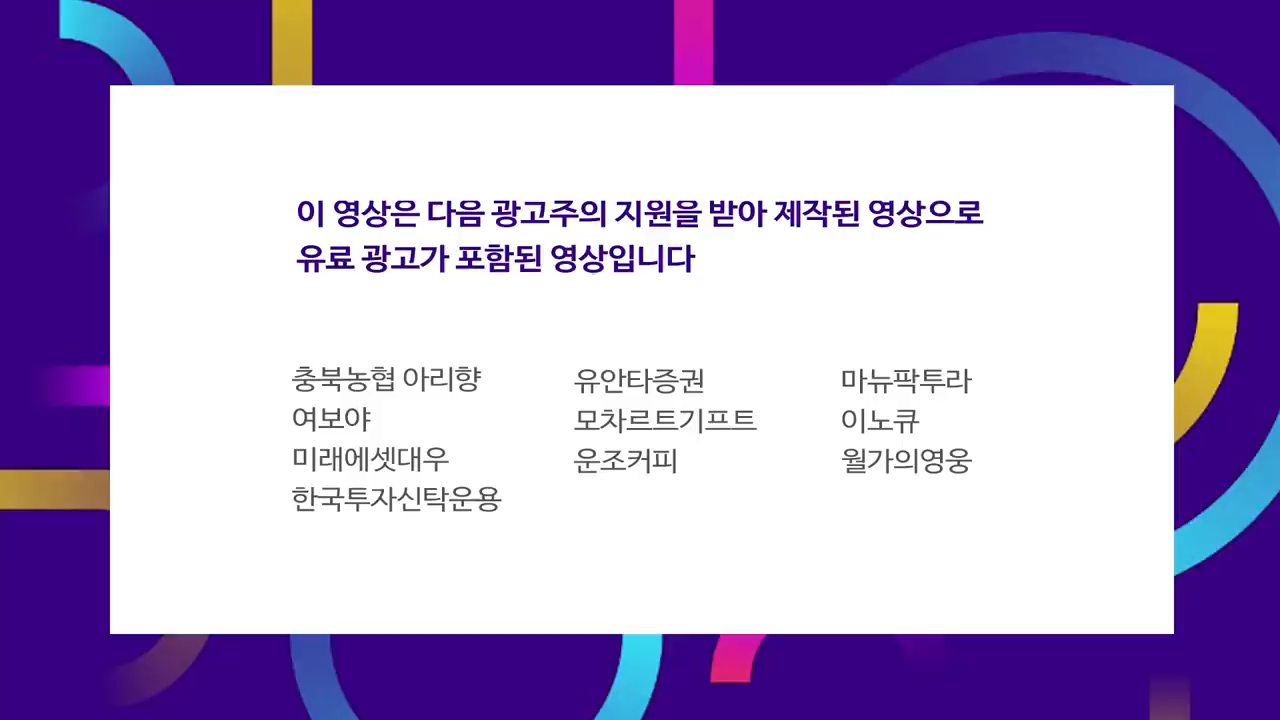 이 영상은 다음 광고주의 지원을 받아 제작된 영상으로
유료 광고가 포함된 영상입니다
충북농협 아리향
여보야
미래에셋대우
한국투자신탁운용
유안타증권
모차르트기프트
운조커피
마뉴팍투라
이노큐
월가의영웅